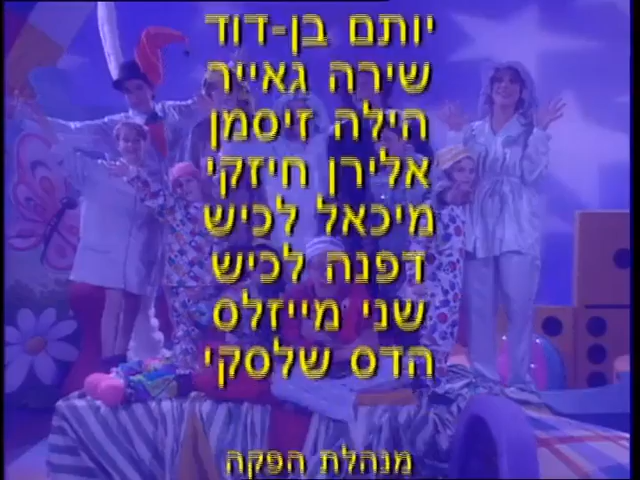 יותם בן-דוד
שירה גאייר
הילה זיסמן
אלירן חיזקי
מיכאל לכיש
דפנה לכיש
שני מייזלס
הדס שלסקי
מנהלת הפקה